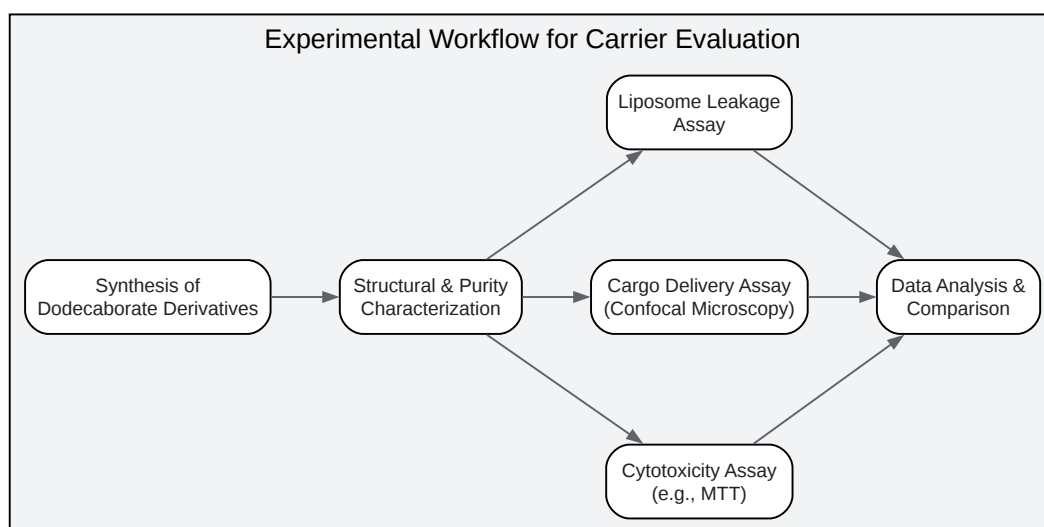 Experimental Workflow for Carrier Evaluation
Liposome Leakage
Assay
Synthesis of
Dodecaborate Derivatives
Structural & Purity
Characterization
Cargo Delivery Assay
(Confocal Microscopy)
Data Analysis &
Comparison
Cytotoxicity Assay
(e.g., MTT)